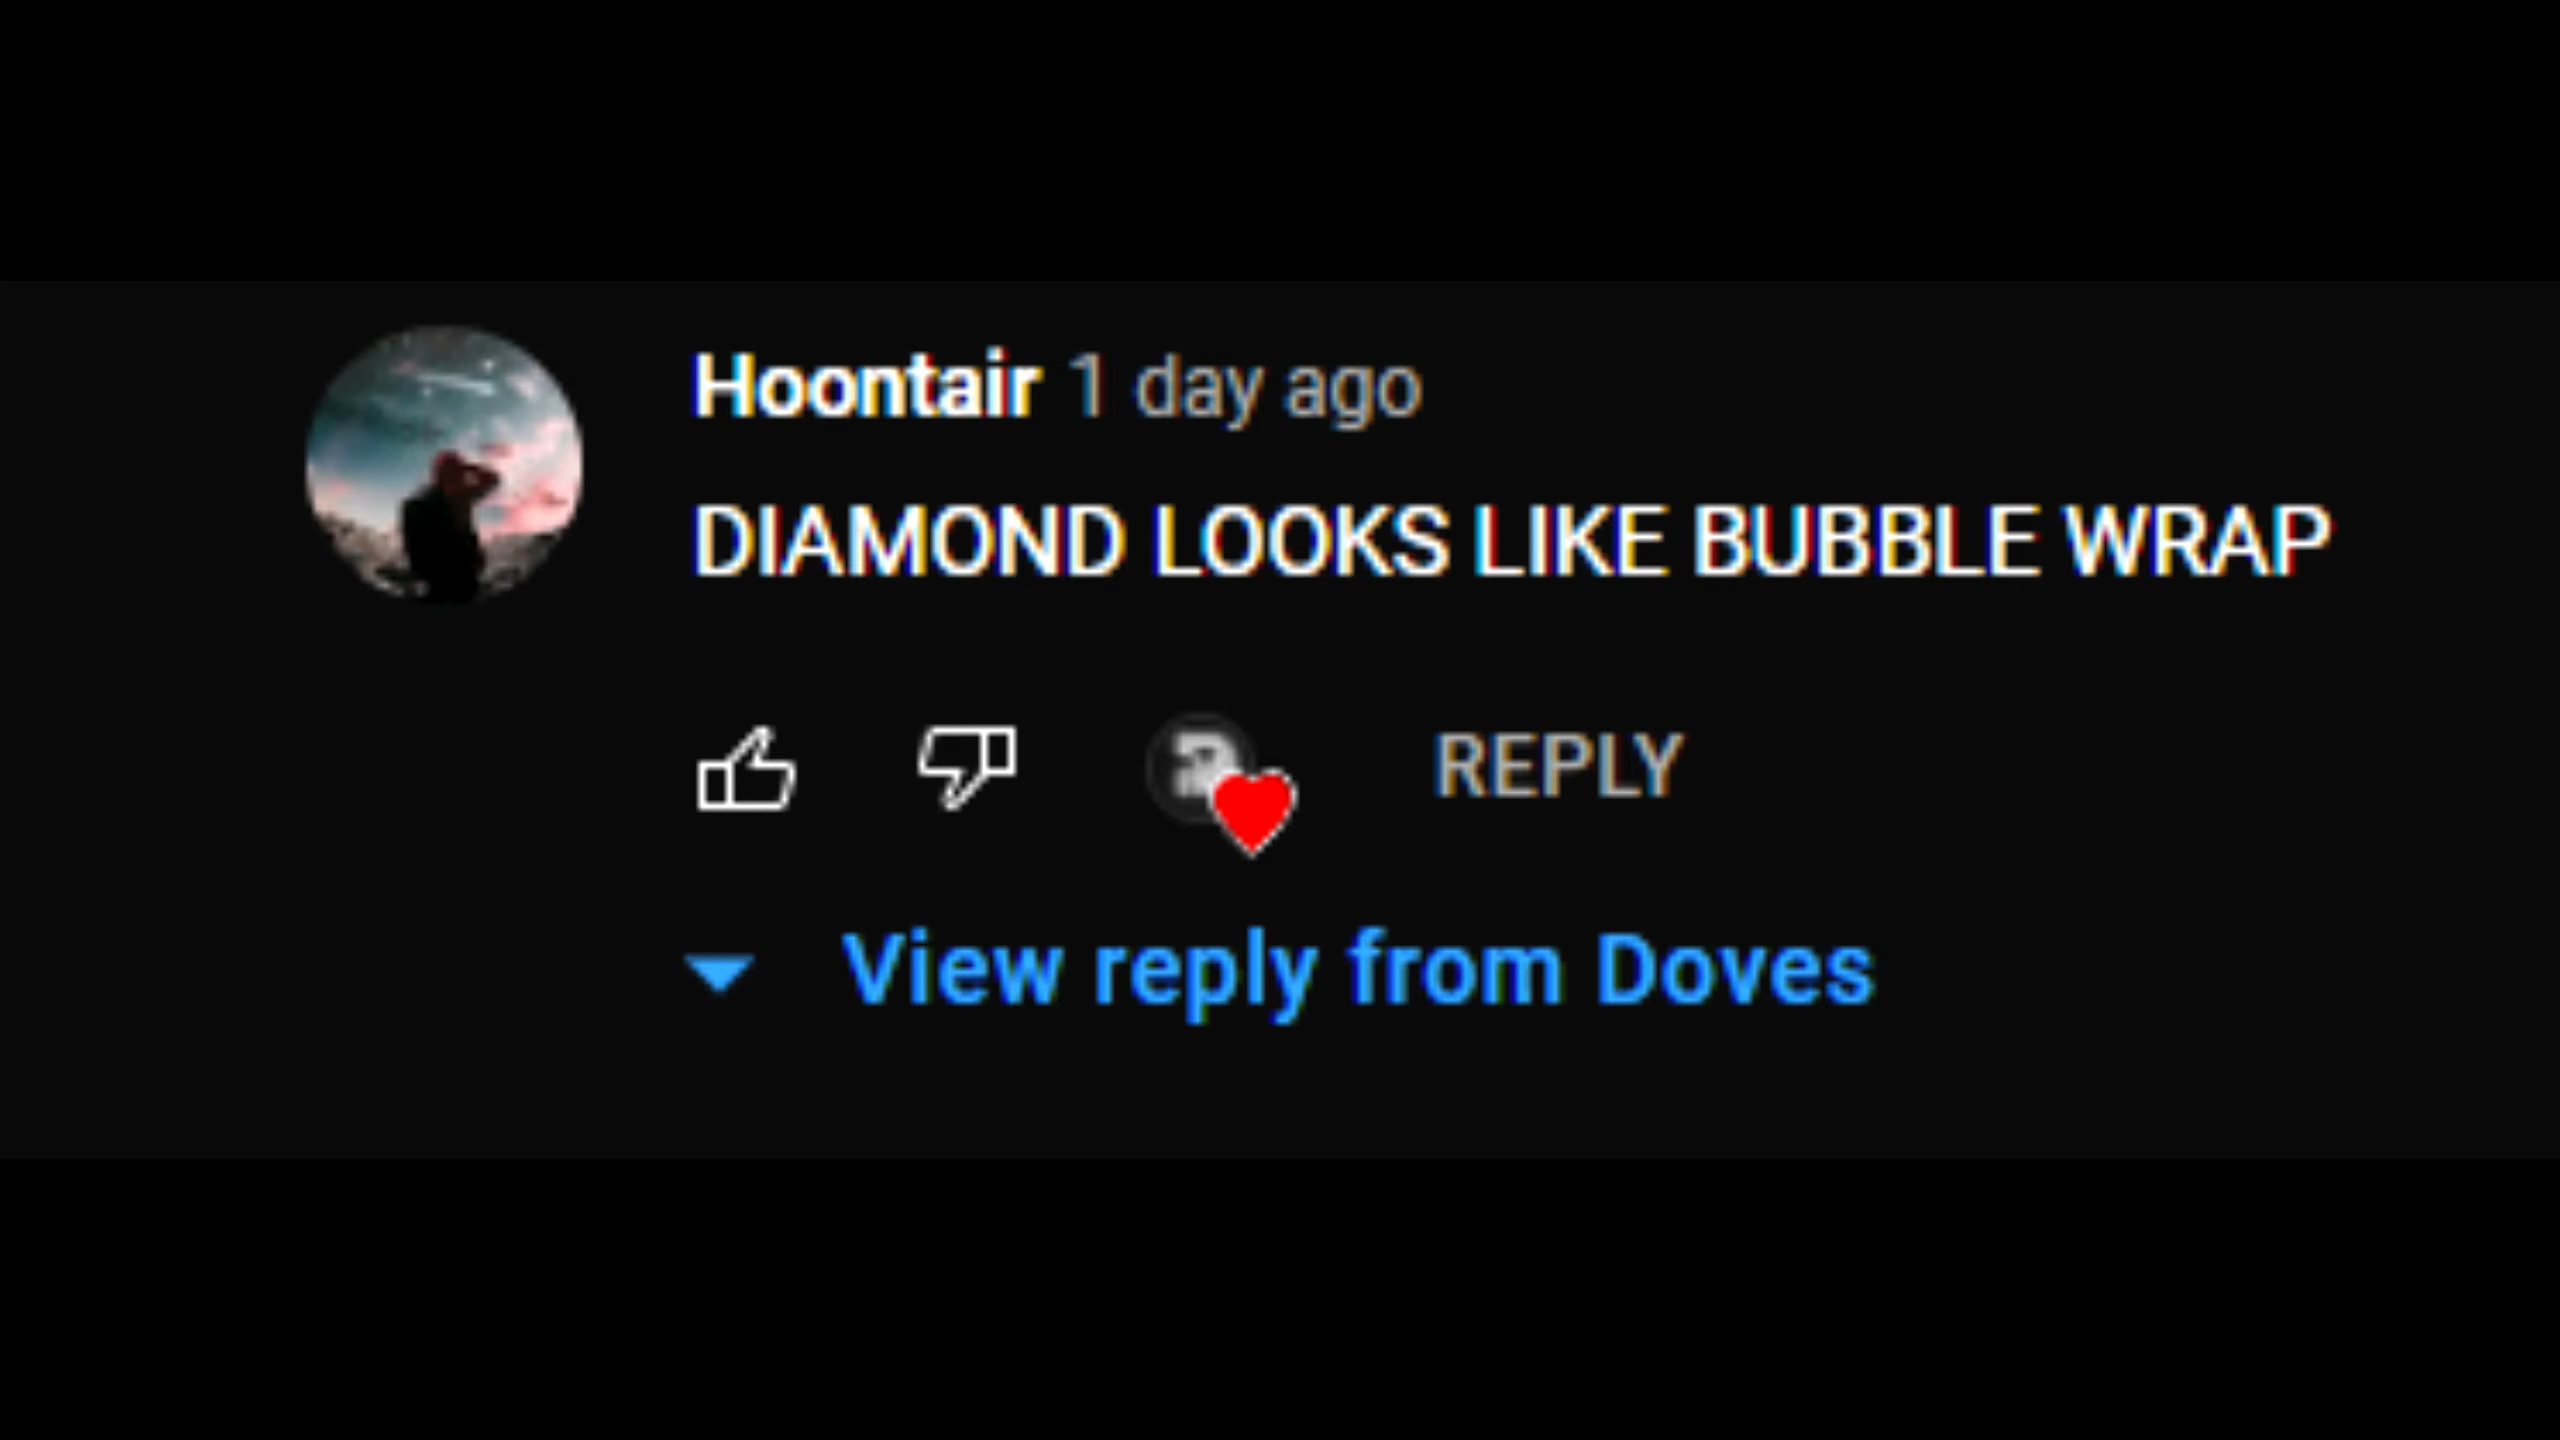 Hoontair 1 day ago
DIAMOND LOOKS LIKE BUBBLE WRAP
REPLY
View reply from Doves